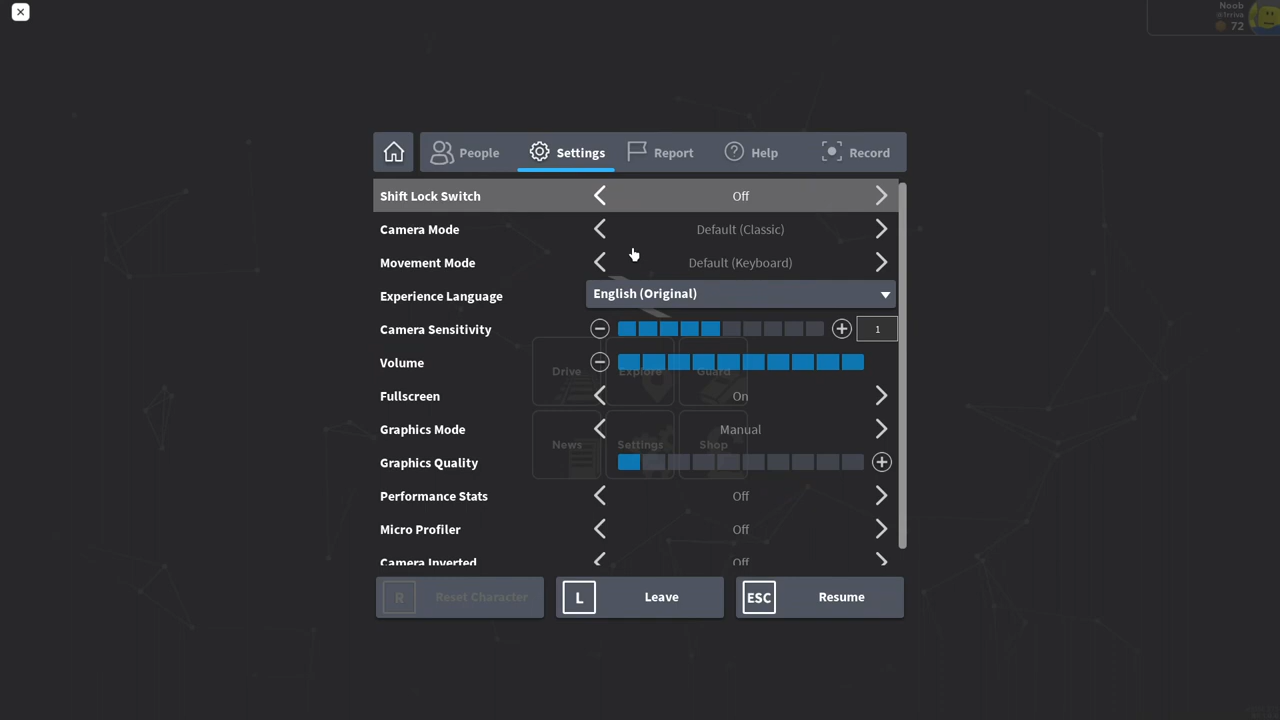 Noob
@1rriva
72
People
Settings
Report
Help
Record
Shift Lock Switch
Off
Camera Mode
Default (Classic)
Movement Mode
Default (Keyboard)
Experience Language
English (Original)
Camera Sensitivity
1
Volume
Drive
Explore
Guard
Fullscreen
On
Graphics Mode
Manual
News
Settings
Shop
Graphics Quality
Performance Stats
Off
Micro Profiler
Off
Camera Inverted
Off
R
Reset Character
L
Leave
ESC
Resume